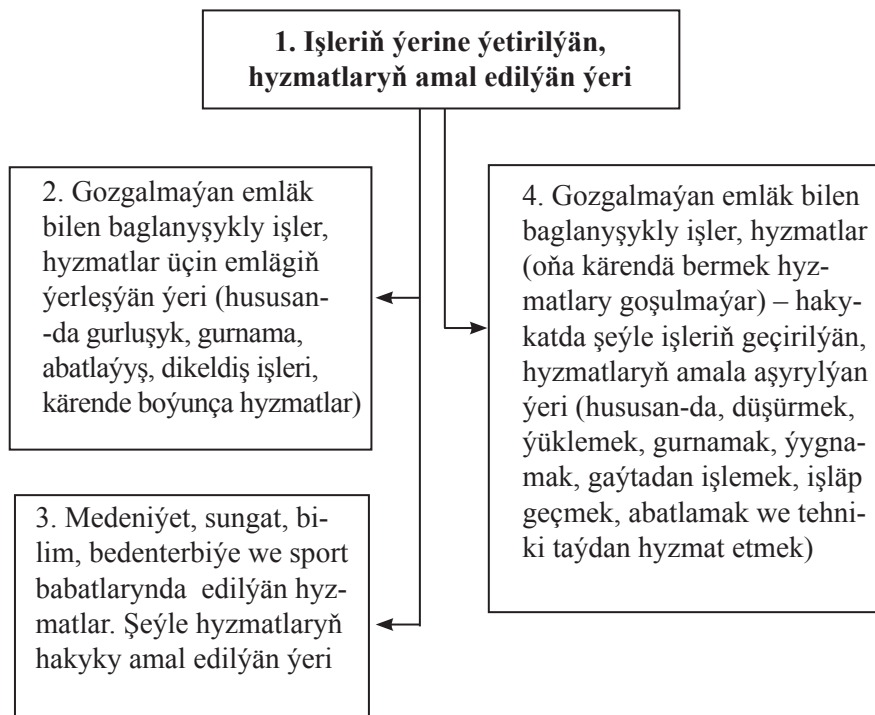 1. Işleriň ýerine ýetirilýän,
hyzmatlaryň amal edilýän ýeri
2. Gozgalmaýan emläk
bilen baglanyşykly işler,
hyzmatlar üçin emlägiň
ýerleşýän ýeri (hususan-
-da gurluşyk, gurnama,
abatlaýyş, dikeldiş işleri,
kärende boýunça hyzmatlar)
3. Medeniýet, sungat, bi-
lim, bedenterbiýe we sport
babatlarynda edilýän hyz-
matlar. Şeýle hyzmatlaryň
hakyky amal edilýän ýeri
4. Gozgalmaýan emläk bilen
baglanyşykly işler, hyzmatlar
(oňa kärendä bermek hyz-
matlary goşulmaýar) – haky-
katda şeýle işleriň geçirilýän,
hyzmatlaryň amala aşyrylýan
ýeri (hususan-da, düşürmek,
ýüklemek, gurnamak, ýygna-
mak, gaýtadan işlemek, işläp
geçmek, abatlamak we tehni-
ki taýdan hyzmat etmek)